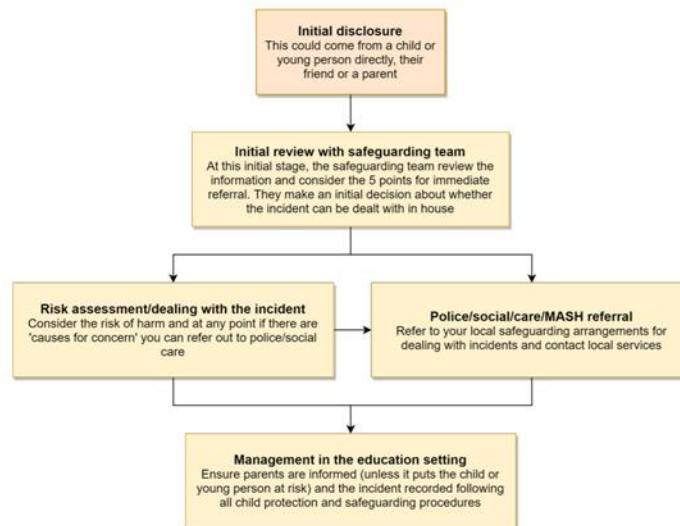 Initial disclosure
This could come from a child or
young person directly, their
friend or a parent
Initial review with safeguarding team
At this initial stage, the safeguarding team review the
information and consider the 5 points for immediate
referral. They make an initial decision about whether
the incident can be dealt with in house
Risk assessment/dealing with the incident
Consider the risk of harm and at any point if there are
'causes for concern' you can refer out to police/social
care
Police/social/care/MASH referral
Refer to your local safeguarding arrangements for
dealing with incidents and contact local services
Management in the education setting
Ensure parents are informed (unless it puts the child or
young person at risk) and the incident recorded following
all child protection and safeguarding procedures